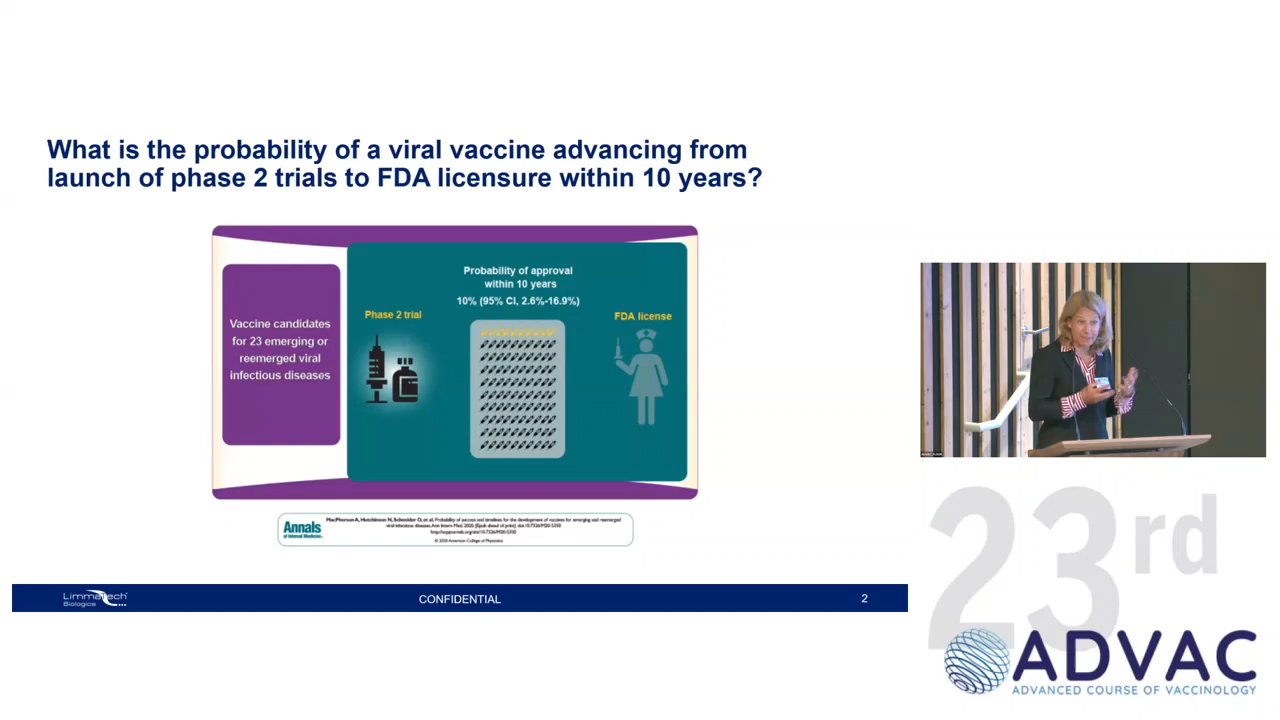 What is the probability of a viral vaccine advancing from
launch of phase 2 trials to FDA licensure within 10 years?
Vaccine candidates
for 23 emerging or
reemerged viral
infectious diseases
Phase 2 trial
Probability of approval
within 10 years
10% (95% CI, 2.6%-16.9%)
FDA license
Annals
of Internal Medicine
MacPherson A, Hutchinson N, Schneider O, et al. Probability of success and timelines for the development of vaccines for emerging and reemerged
viral infectious diseases. Ann Intern Med. 2020. [Epub ahead of print]. doi:10.7326/M20-5350
© 2020 American College of Physicians
LimmaTech
Biologics
CONFIDENTIAL
2
23rd
ADVAC
ADVANCED COURSE OF VACCINOLOGY